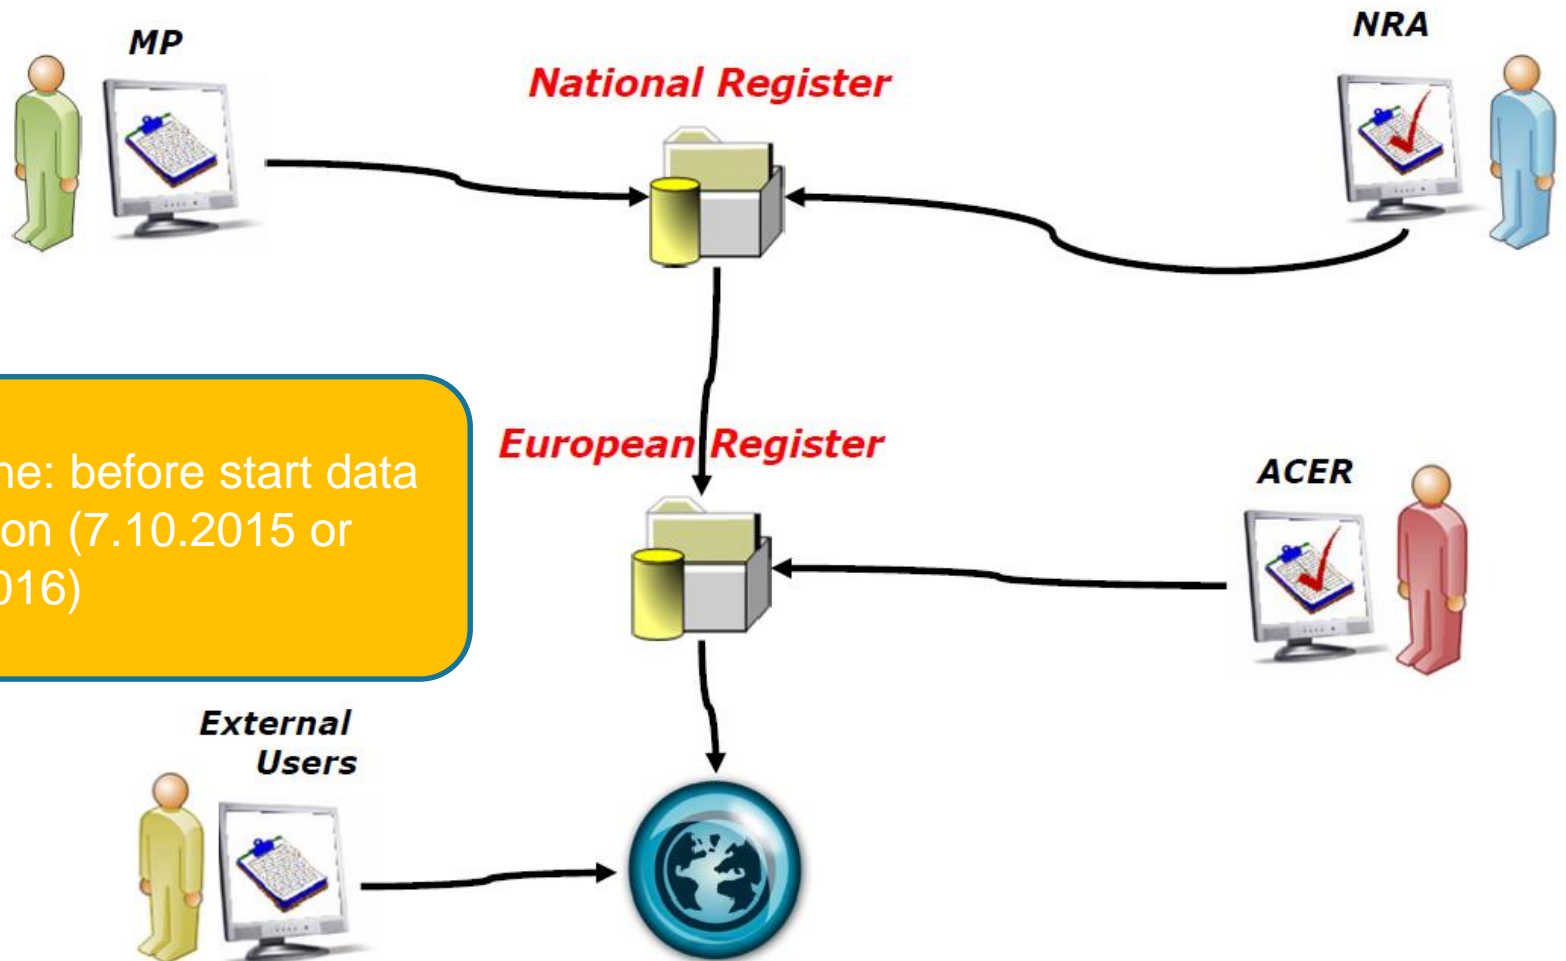 MP
NRA
National Register
European Register
ACER
ne: before start data
on (7.10.2015 or
016)
External
Users